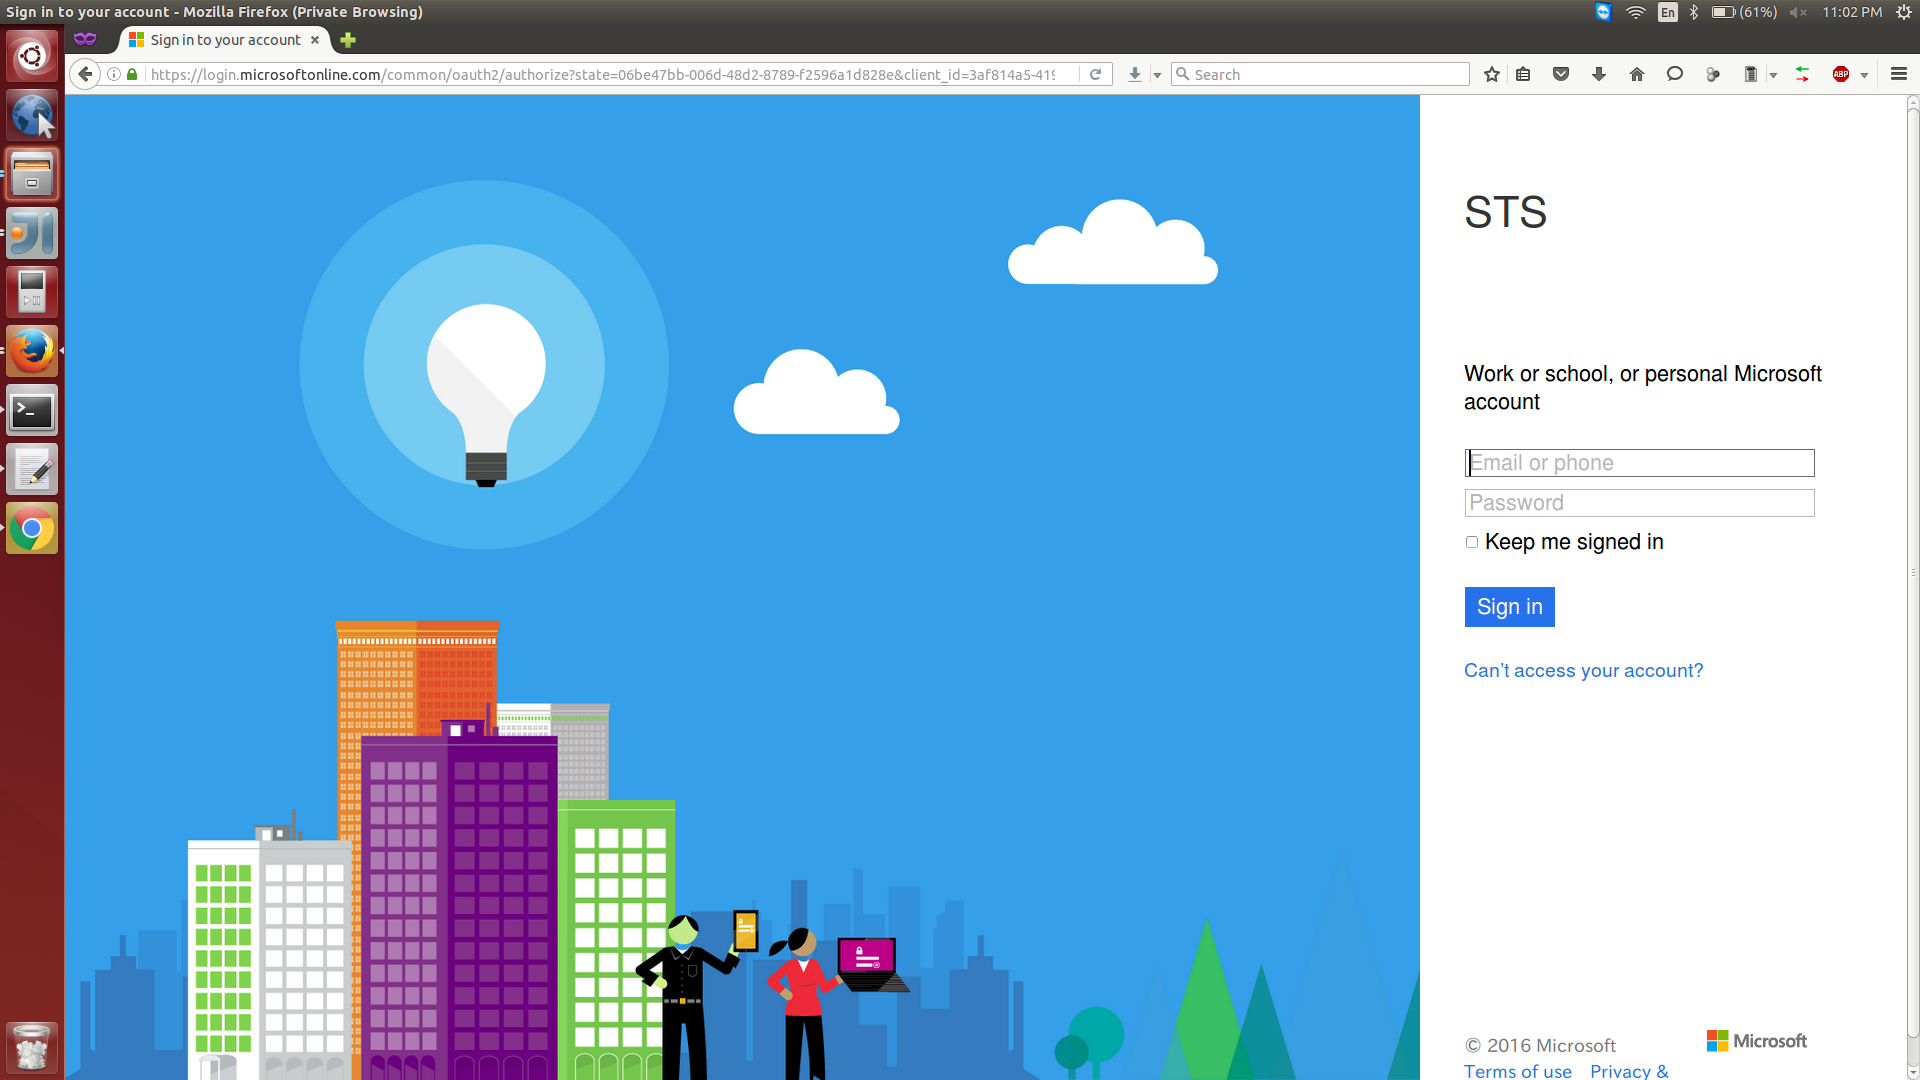 Sign in to your account - Mozilla Firefox (Private Browsing)
En
(61%)
11:02 PM
Sign in to your account
https://login.microsoftonline.com/common/oauth2/authorize?state=06be47bb-006d-48d2-8789-f2596a1d828e&client_id=3af814a5-419
Search
ABP
STS
Work or school, or personal Microsoft
account
Email or phone
Password
Keep me signed in
Sign in
Can't access your account?
© 2016 Microsoft
Microsoft
Terms of use
Privacy &